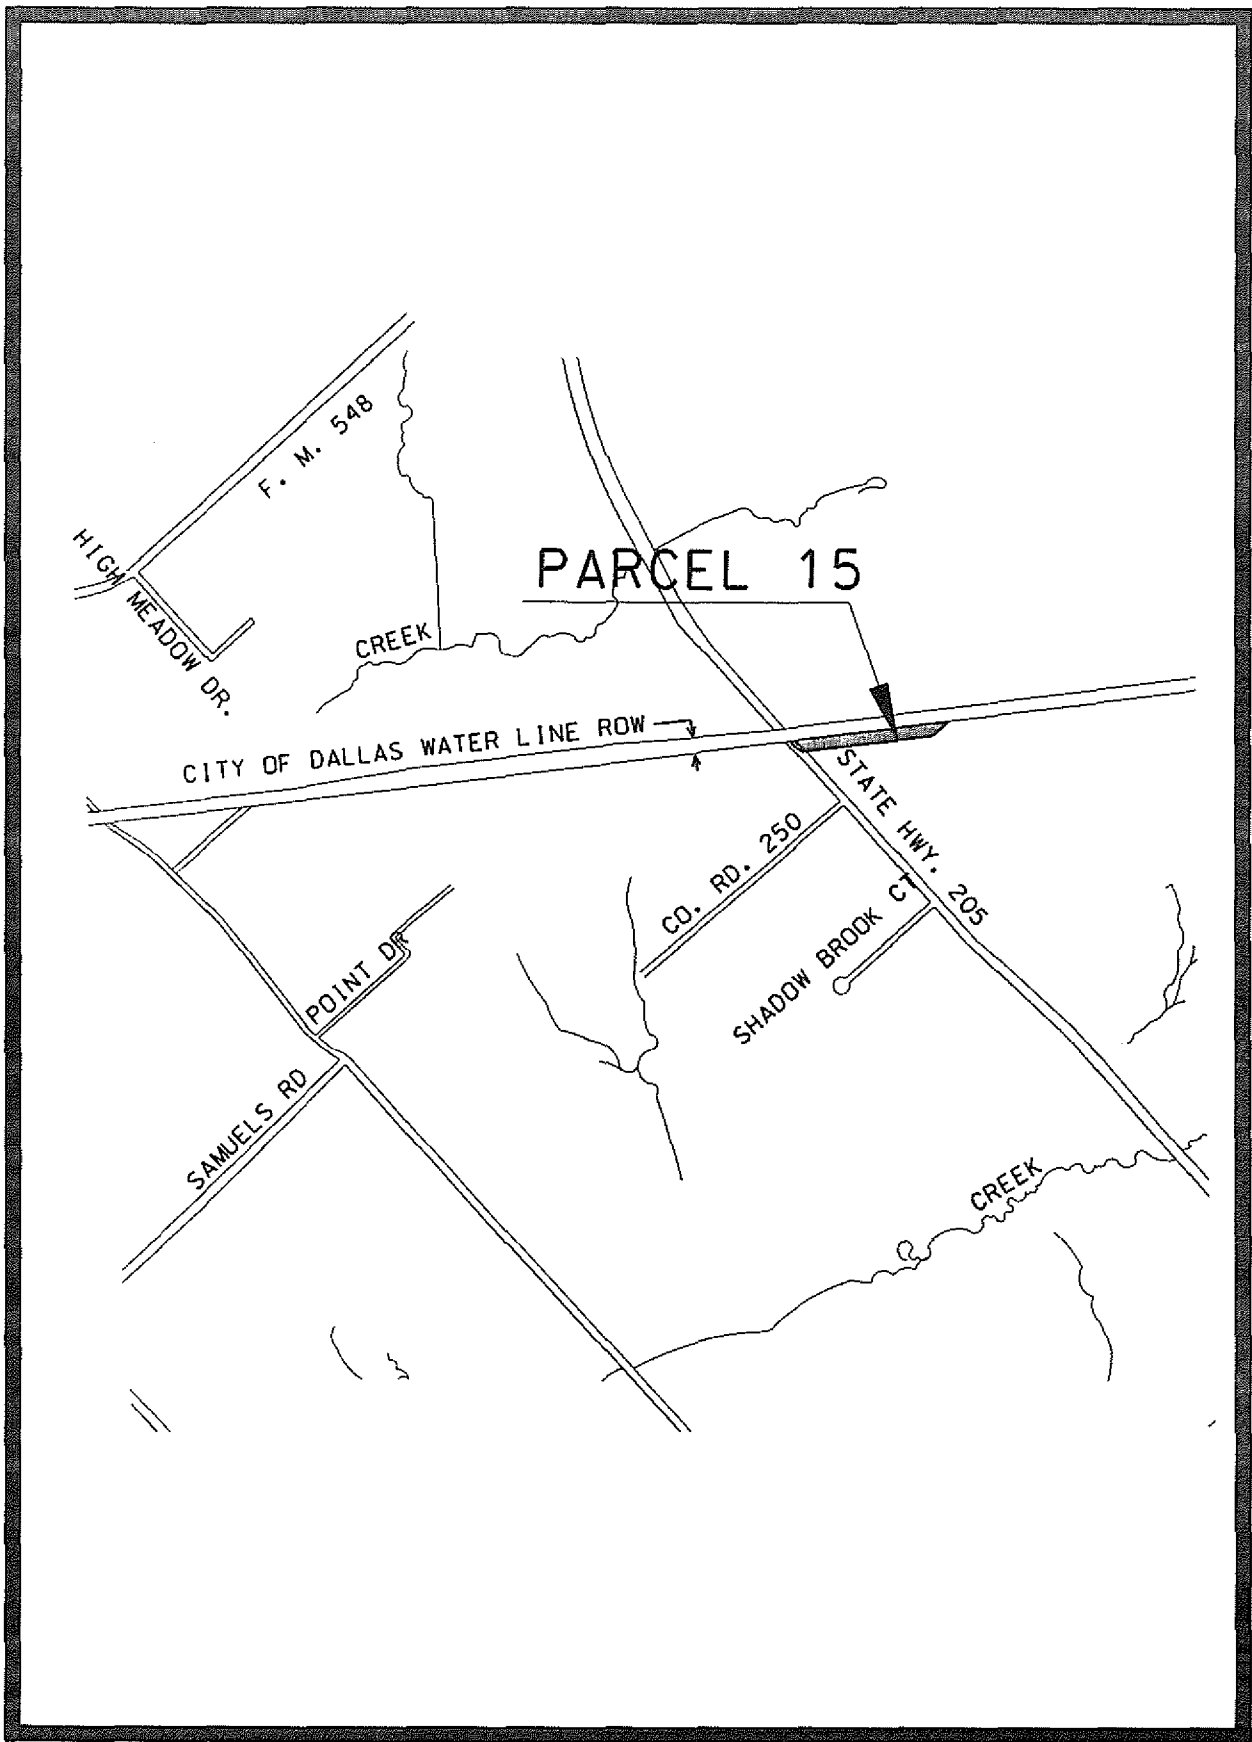 F. M. 548
HIGH MEADOW DR.
PARCEL 15
CREEK
CITY OF DALLAS WATER LINE ROW
STATE HWY. 205
CO. RD. 250
SHADOW BROOK CT
POINT DR
SAMUELS RD
CREEK